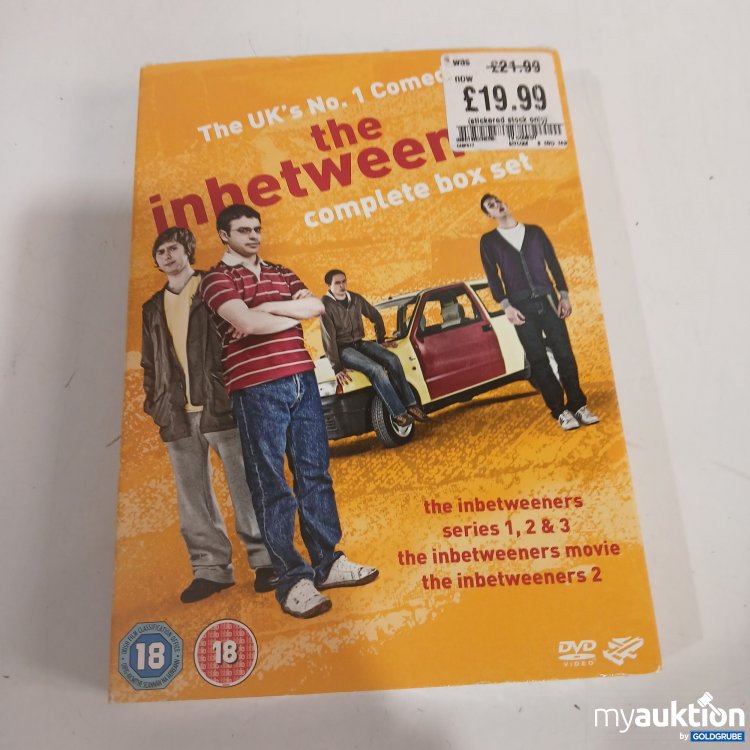 was £21.99
now
£19.99
(stickered stock only)
The UK's No. 1 Comed
the
inbetween
complete box set
the inbetweeners
series 1, 2 & 3
the inbetweeners movie
the inbetweeners 2
18
18
DVD
VIDEO
myauktion
by GOLDGRUBE